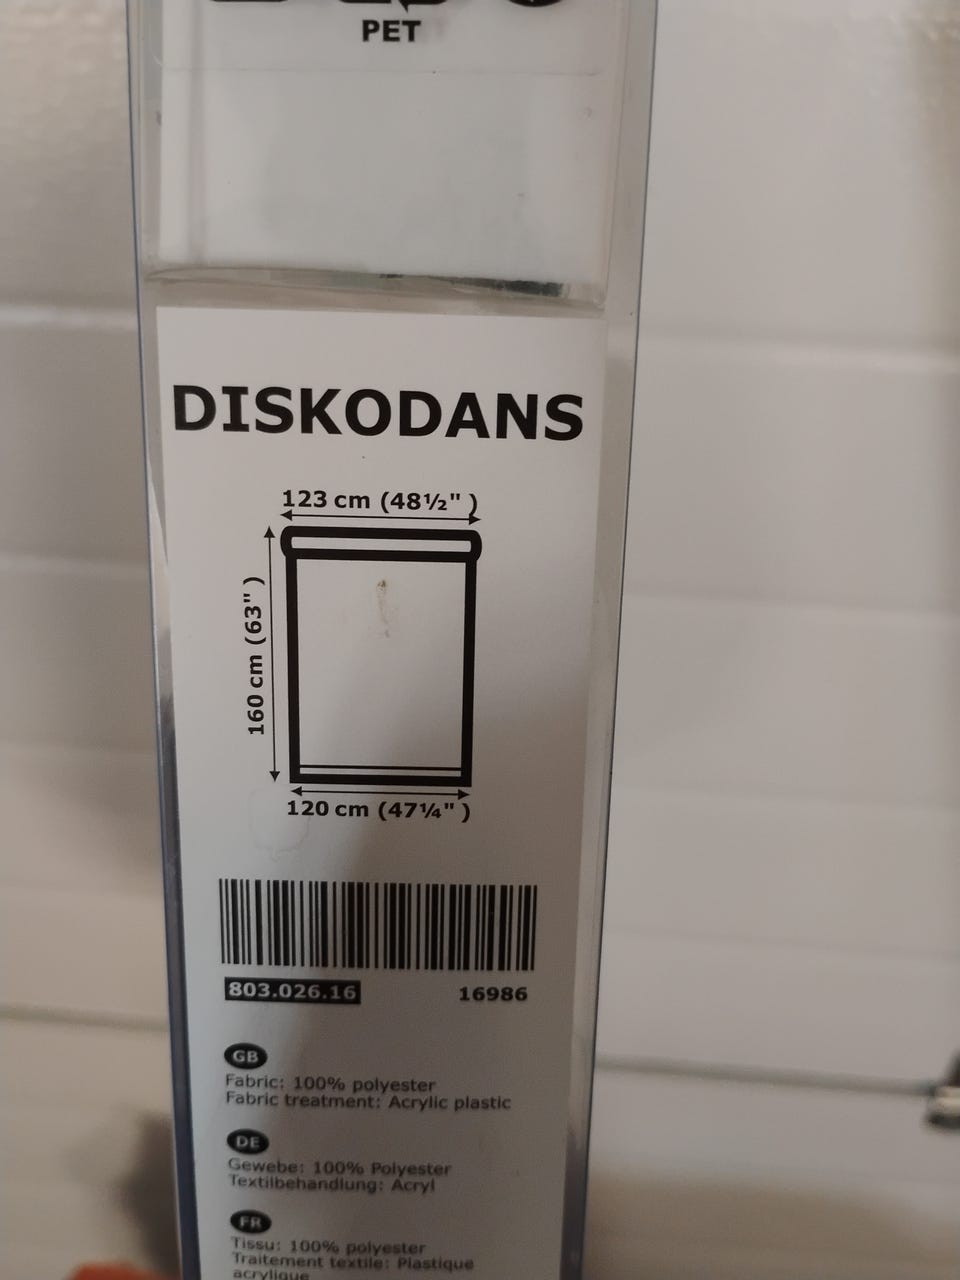 PET
DISKODANS
123 cm (48½")
160 cm (63")
120 cm (47¼")
803.026.16
16986
GB
Fabric: 100% polyester
Fabric treatment: Acrylic plastic
DE
Gewebe: 100% Polyester
Textilbehandlung: Acryl
FR
Tissu: 100% polyester
Traitement textile: Plastique
acrylique